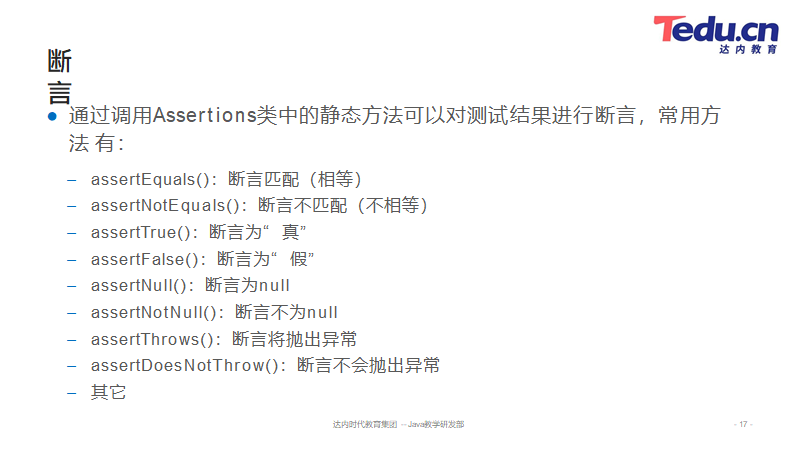 Tedu.cn
达内教育
断
言
● 通过调用Assertions类中的静态方法可以对测试结果进行断言，常用方
法 有：
– assertEquals()：断言匹配（相等）
– assertNotEquals()：断言不匹配（不相等）
– assertTrue()：断言为“ 真”
– assertFalse()：断言为“ 假”
– assertNull()：断言为null
– assertNotNull()：断言不为null
– assertThrows()：断言将抛出异常
– assertDoesNotThrow()：断言不会抛出异常
– 其它
达内时代教育集团 -- Java教学研发部
- 17 -